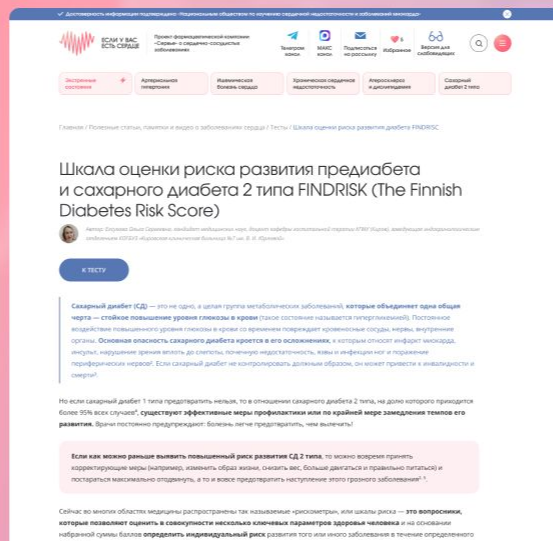 Достоверность информации подтверждена «Национальным обществом по изучению сердечной недостаточности и заболеваний миокарда»
ЕСЛИ У ВАС
ЕСТЬ СЕРДЦЕ
Проект фармацевтической компании
«Сервье» о сердечно-сосудистых
заболеваниях
Телеграм
канал
МАКС
канал
Подписаться
на рассылку
Избранное
Версия для
слабовидящих
Экстренные
состояния
Артериальная
гипертония
Ишемическая
болезнь сердца
Хроническая сердечная
недостаточность
Атеросклероз
и дислипидемия
Сахарный
диабет 2 типа
Главная / Полезные статьи, памятки и видео о заболеваниях сердца / Тесты / Шкала оценки риска развития диабета FINDRISC
Шкала оценки риска развития предиабета
и сахарного диабета 2 типа FINDRISK (The Finnish
Diabetes Risk Score)
К ТЕСТУ
Сахарный диабет (СД) — это не одно, а целая группа метаболических заболеваний, которые объединяет одна общая
черта — стойкое повышение уровня глюкозы в крови (такое состояние называется гипергликемией). Постоянное
воздействие повышенного уровня глюкозы в крови со временем повреждает кровеносные сосуды, нервы, внутренние
органы. Основная опасность сахарного диабета кроется в его осложнениях, к которым относят инфаркт миокарда,
инсульт, нарушение зрения вплоть до слепоты, почечную недостаточность, язвы и инфекции ног и поражение
периферических нервов. Если сахарный диабет не контролировать должным образом, он может привести к инвалидности и
смерти
Но если сахарный диабет 1 типа предотвратить нельзя, то в отношении сахарного диабета 2 типа, на долю которого приходится
более 95% всех случаев⁴, существуют эффективные меры профилактики или по крайней мере замедления темпов его
развития. Врачи постоянно предупреждают: болезнь легче предотвратить, чем вылечить!
Если как можно раньше выявить повышенный риск развития СД 2 типа, то можно вовремя принять
корректирующие меры (например, изменить образ жизни, снизить вес, больше двигаться и правильно питаться) и
постараться максимально отодвинуть, а то и вовсе предотвратить наступление этого грозного заболевания
Сейчас во многих областях медицины распространены так называемые «рискометры», или шкалы риска — это вопросники,
которые позволяют оценить в совокупности несколько ключевых параметров здоровья человека и на основании
набранной суммы баллов определить индивидуальный риск развития того или иного заболевания в течение определенного